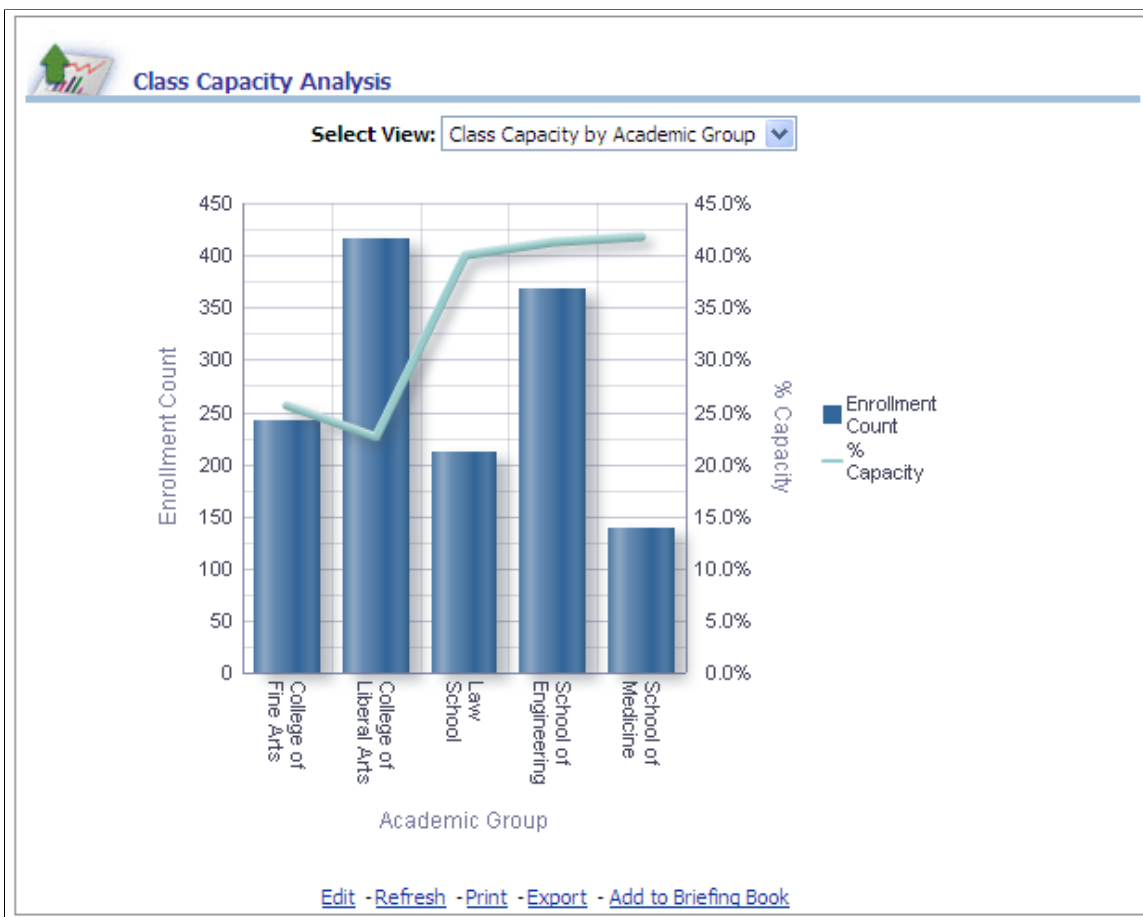 Class Capacity Analysis
Select View: Class Capacity by Academic Group
450
400
350
300
250
200
150
100
50
0
Enrollment Count
45.0%
40.0%
35.0%
30.0%
25.0%
20.0%
15.0%
10.0%
5.0%
0.0%
% Capacity
Enrollment
Count
%
Capacity
College of
Fine Arts
College of
Liberal Arts
Law
School
School of
Engineering
School of
Medicine
Academic Group
Edit - Refresh - Print - Export - Add to Briefing Book